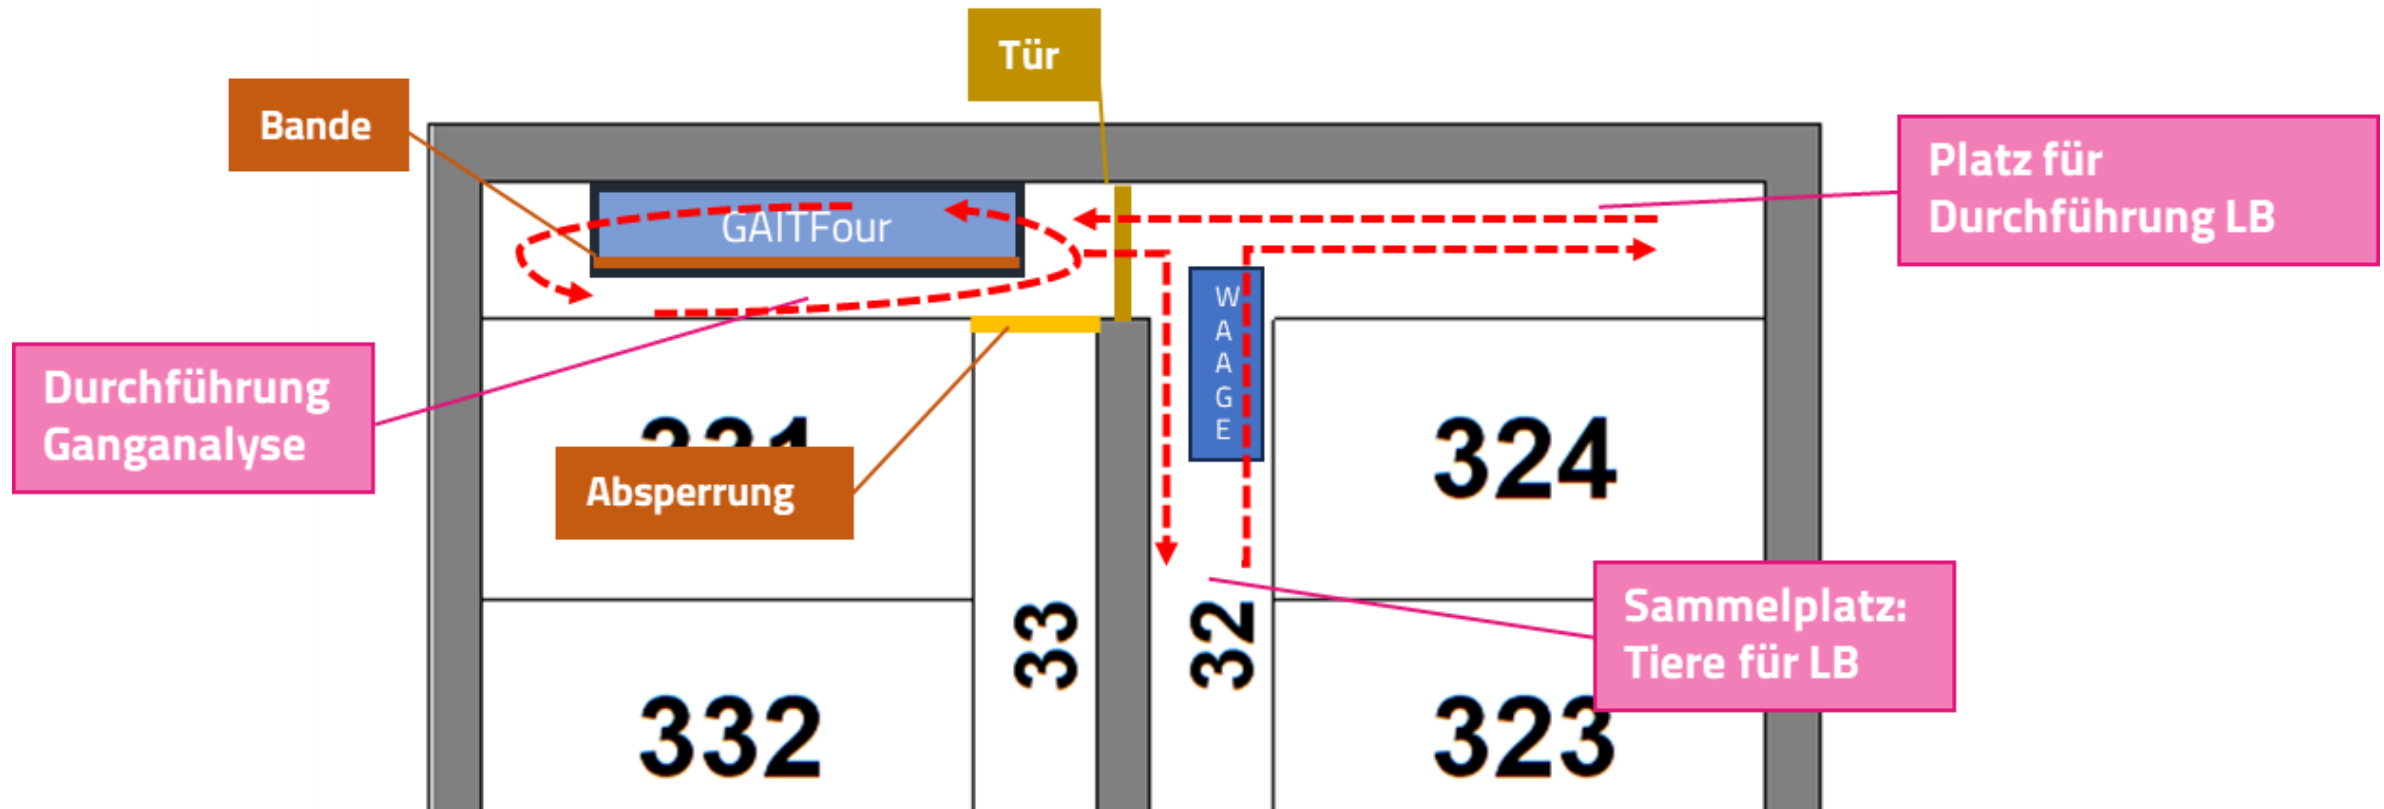 Tür
Bande
Platz für
Durchführung LB
GAITFour
W
A
A
G
E
Durchführung
Ganganalyse
324
Absperrung
33
32
Sammelplatz:
Tiere für LB
332
323